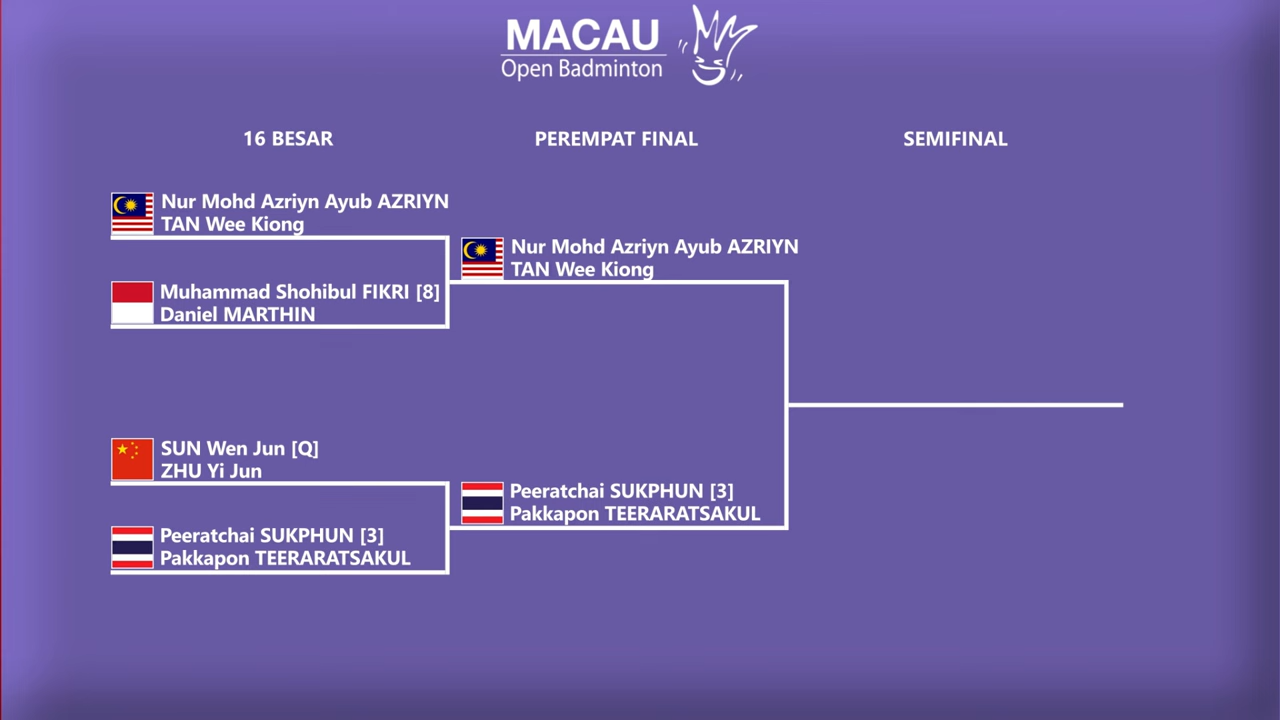 MACAU
Open Badminton
16 BESAR
PEREMPAT FINAL
SEMIFINAL
Nur Mohd Azriyn Ayub AZRIYN
TAN Wee Kiong
Muhammad Shohibul FIKRI [8]
Daniel MARTHIN
SUN Wen Jun [Q]
ZHU Yi Jun
Peeratchai SUKPHUN [3]
Pakkapon TEERARATSAKUL
Nur Mohd Azriyn Ayub AZRIYN
TAN Wee Kiong
Peeratchai SUKPHUN [3]
Pakkapon TEERARATSAKUL